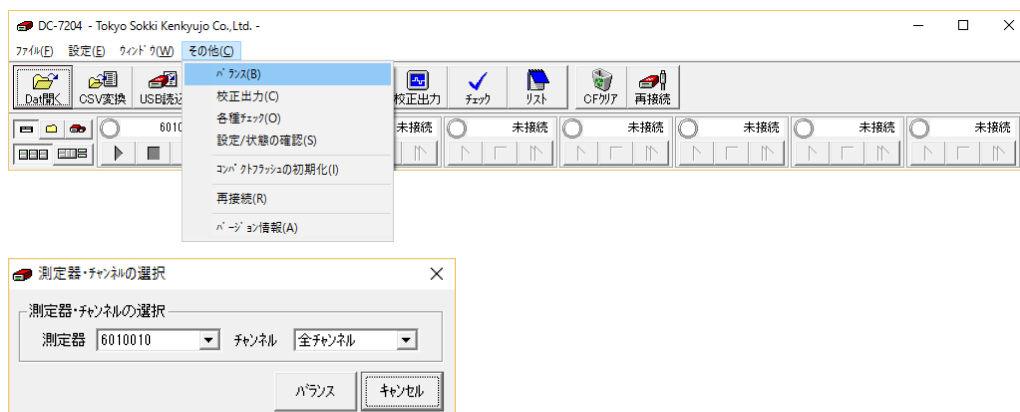 DC-7204 - Tokyo Sokki Kenkyujo Co.,Ltd. -
ファイル(F) 設定(E) ウィンドウ(W) その他(C)
Dat開く CSV変換 USB読込 校正出力 チェック リスト CFクリア 再接続
6010 未接続 未接続 未接続 未接続 未接続 未接続
バランス(B)
校正出力(C)
各種チェック(O)
設定/状態の確認(S)
コンパクトフラッシュの初期化(I)
再接続(R)
バージョン情報(A)
測定器・チャンネルの選択
測定器・チャンネルの選択
測定器 6010010 チャンネル 全チャンネル
バランス キャンセル